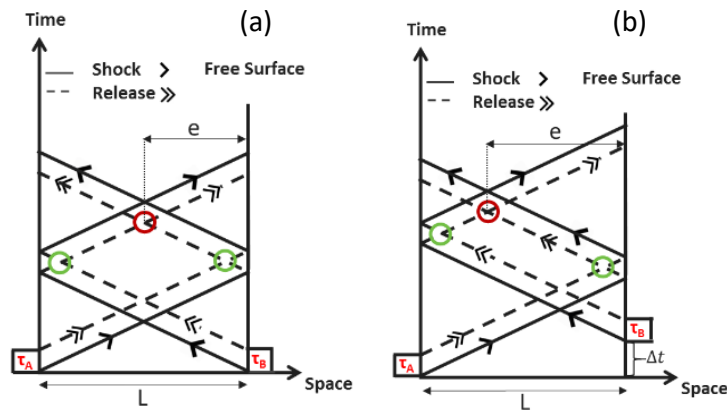 (a)
Time
Shock >
Release >>
Free Surface
e
τA
τB
Space
L
(b)
Time
Shock >
Release >>
Free Surface
e
τA
τB
Δt
Space
L